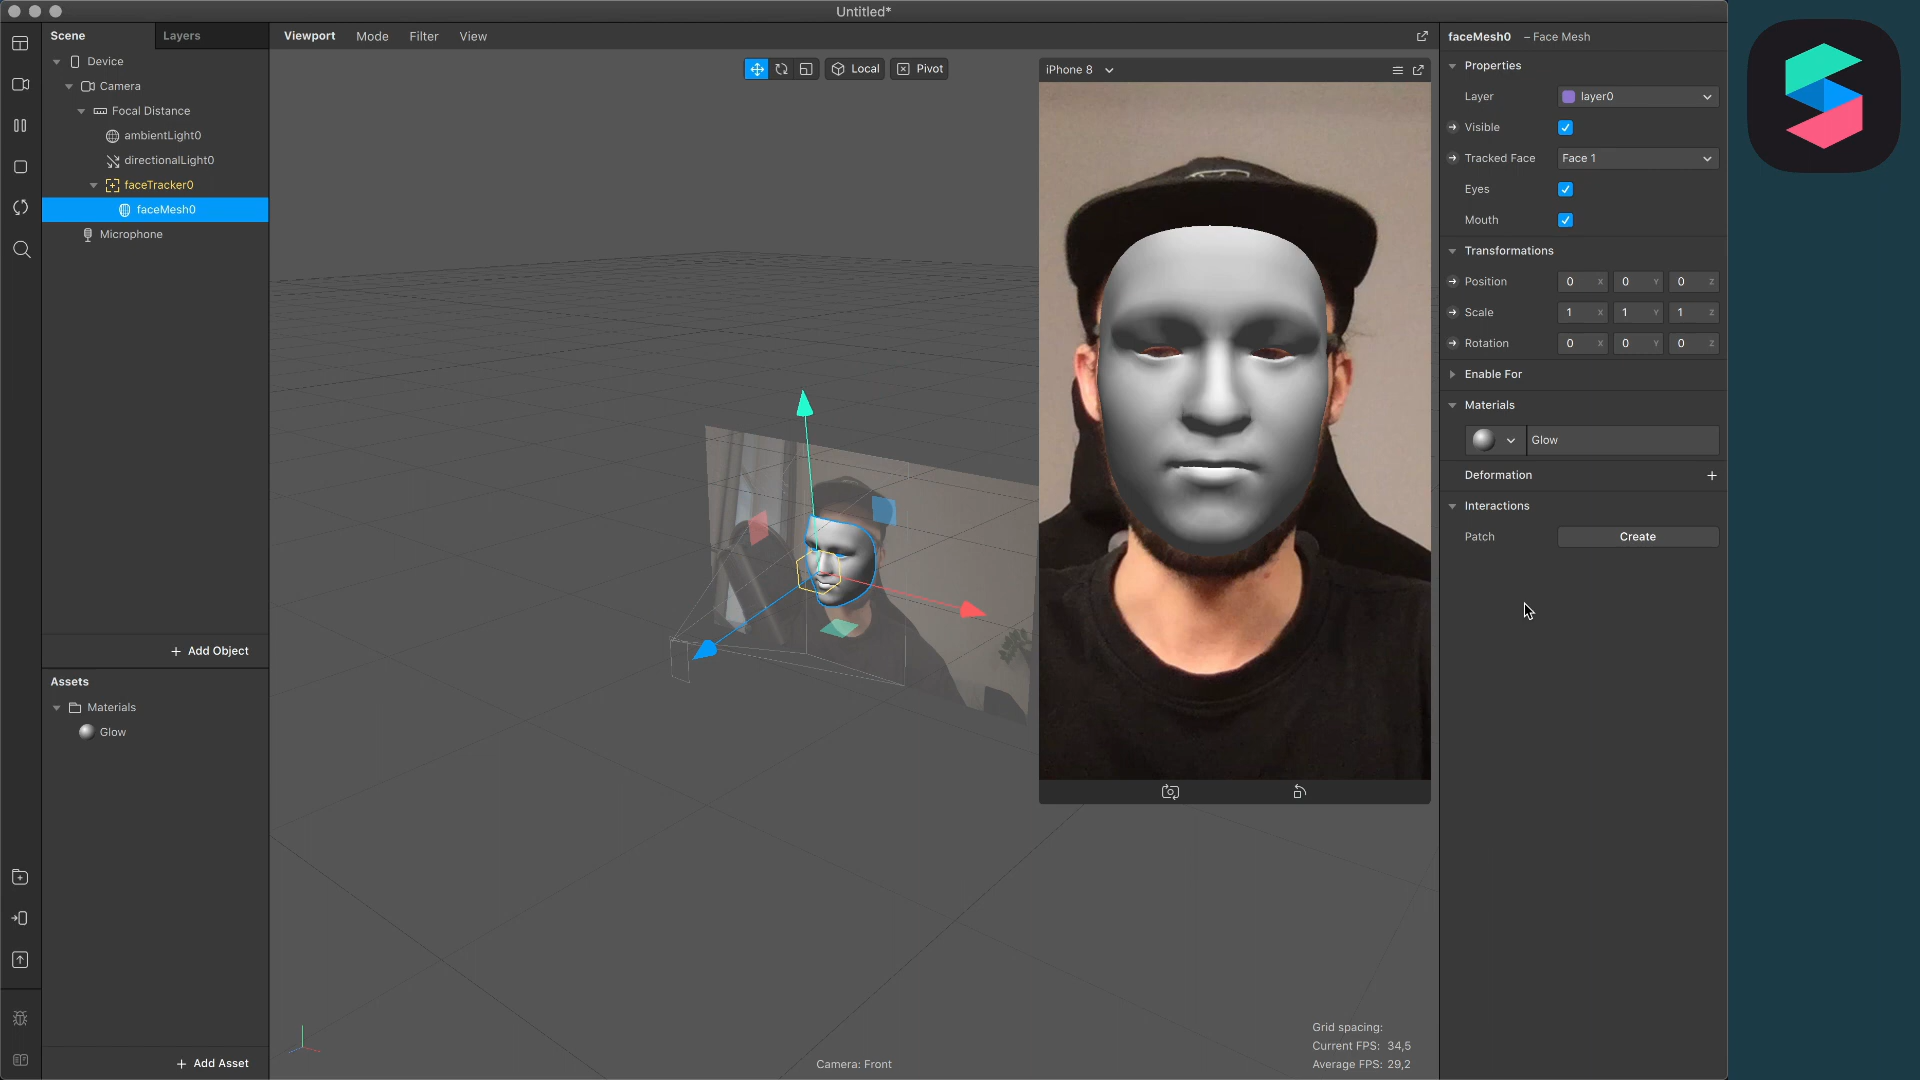 Untitled*
Scene
Layers
Device
Camera
Focal Distance
ambientLight0
directionalLight0
faceTracker0
faceMesh0
Microphone
+ Add Object
Assets
Materials
Glow
+ Add Asset
Viewport Mode Filter View
Local
Pivot
iPhone 8
Camera: Front
Grid spacing:
Current FPS: 34,5
Average FPS: 29,2
faceMesh0 – Face Mesh
Properties
Layer layer0
Visible
Tracked Face Face 1
Eyes
Mouth
Transformations
Position 0 X 0 Y 0 Z
Scale 1 X 1 Y 1 Z
Rotation 0 X 0 Y 0 Z
Enable For
Materials
Glow
Deformation +
Interactions
Patch Create